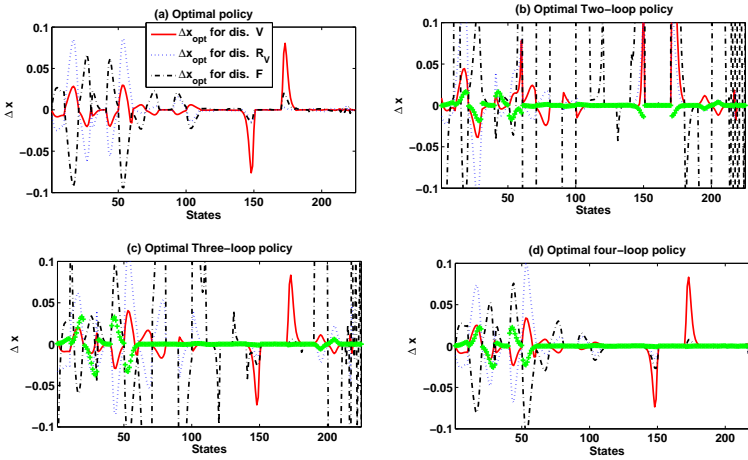 (a) Optimal policy
0.1
0.05
0
-0.05
-0.1
Δ x
50
100
150
200
States
Δx_opt for dis. V
Δx_opt for dis. R_V
Δx_opt for dis. F
(b) Optimal Two-loop policy
0.1
0.05
0
-0.05
-0.1
Δ x
50
100
150
200
States
(c) Optimal Three-loop policy
0.1
0.05
0
-0.05
-0.1
Δ x
50
100
150
200
States
(d) Optimal four-loop policy
0.1
0.05
0
-0.05
-0.1
Δ x
50
100
150
200
States